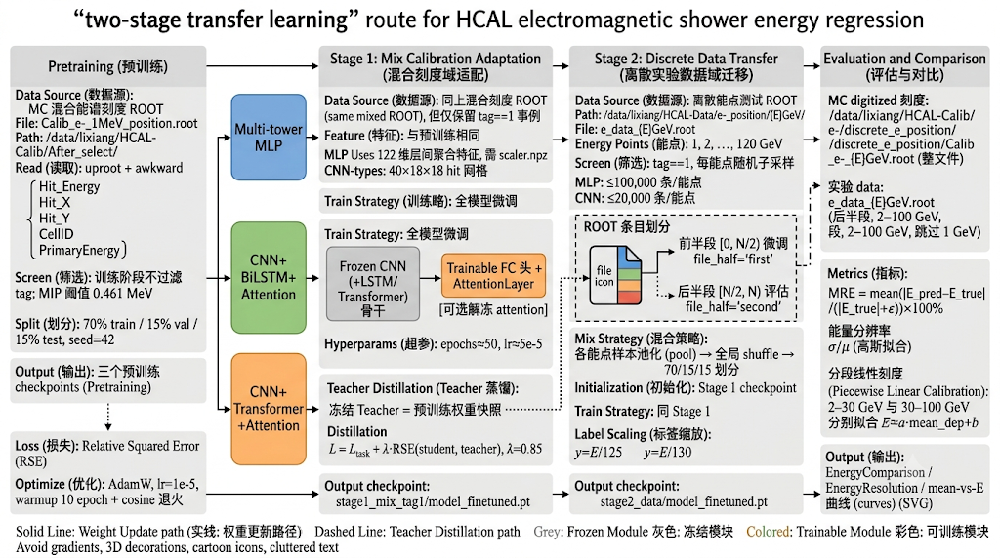 “two-stage transfer learning” route for HCAL electromagnetic shower energy regression
Pretraining (预训练)
Data Source (数据源):
MC 混合能谱刻度 ROOT
File: Calib_e-_1MeV_position.root
Path: /data/lixiang/HCAL-
Calib/After_select/
Read (读取): uproot + awkward
Hit_Energy
Hit_X
Hit_Y
CellID
PrimaryEnergy}
Screen (筛选): 训练阶段不过滤
tag; MIP 阈值 0.461 MeV
Split (划分): 70% train / 15% val /
15% test, seed=42
Output (输出): 三个预训练
checkpoints (Pretraining)
Loss (损失): Relative Squared Error
(RSE)
Optimize (优化): AdamW, lr=1e-5,
warmup 10 epoch + cosine 退火
Multi-tower
MLP
CNN+
BiLSTM+
Attention
CNN+
Transformer
+Attention
Stage 1: Mix Calibration Adaptation
(混合刻度域适配)
Data Source (数据源): 同上混合刻度 ROOT
(same mixed ROOT), 但仅保留 tag==1 事例
Feature (特征): 与预训练相同
MLP Uses 122 维层间聚合特征, 需 scaler.npz
CNN-types: 40×18×18 hit 网格
Train Strategy (训练略): 全模型微调
Train Strategy: 全模型微调
Frozen CNN
(+LSTM/
Transformer)
骨干
Trainable FC 头 +
AttentionLayer
[可选解冻 attention]
Hyperparams (超参): epochs≈50, lr≈5e-5
Teacher Distillation (Teacher 蒸馏):
冻结 Teacher = 预训练权重快照
Distillation
L = L_task + λ·RSE(student, teacher), λ=0.85
Output checkpoint:
stage1_mix_tag1/model_finetuned.pt
Stage 2: Discrete Data Transfer
(离散实验数据域迁移)
Data Source (数据源): 离散能点测试 ROOT
Path: /data/lixiang/HCAL-Data/e-_position/{E}GeV/
File: e_data_{E}GeV.root
Energy Points (能点): 1, 2, …, 120 GeV
Screen (筛选): tag==1, 每能点随机子采样
MLP: ≤100,000 条/能点
CNN: ≤20,000 条/能点
ROOT 条目划分
file
icon
前半段 [0, N/2) 微调
file_half=‘first’
后半段 [N/2, N) 评估
file_half=‘second’
Mix Strategy (混合策略):
各能点样本池化 (pool) → 全局 shuffle →
70/15/15 划分
Initialization (初始化): Stage 1 checkpoint
Train Strategy: 同 Stage 1
Label Scaling (标签缩放):
y=E/125 y=E/130
Output checkpoint:
stage2_data/model_finetuned.pt
Evaluation and Comparison
(评估与对比)
MC digitized 刻度:
/data/lixiang/HCAL-Calib/
e-/discrete_e_position/
discrete_e_position/Calib
_e-_{E}GeV.root (整文件)
实验 data:
e_data_{E}GeV.root
(后半段, 2–100 GeV,
段, 2–100 GeV, 跳过 1 GeV)
Metrics (指标):
MRE = mean(|E_pred–E_true|
/(|E_true|+ϵ))×100%
能量分辨率
σ/μ (高斯拟合)
分段线性刻度
(Piecewise Linear Calibration):
2–30 GeV 与 30–100 GeV
分别拟合 E≈a·mean_dep+b
Output (输出):
EnergyComparison /
EnergyResolution / mean-vs-E
曲线 (curves) (SVG)
Solid Line: Weight Update path (实线: 权重更新路径) Dashed Line: Teacher Distillation path Grey: Frozen Module 灰色: 冻结模块 Colored: Trainable Module 彩色: 可训练模块
Avoid gradients, 3D decorations, cartoon icons, cluttered text